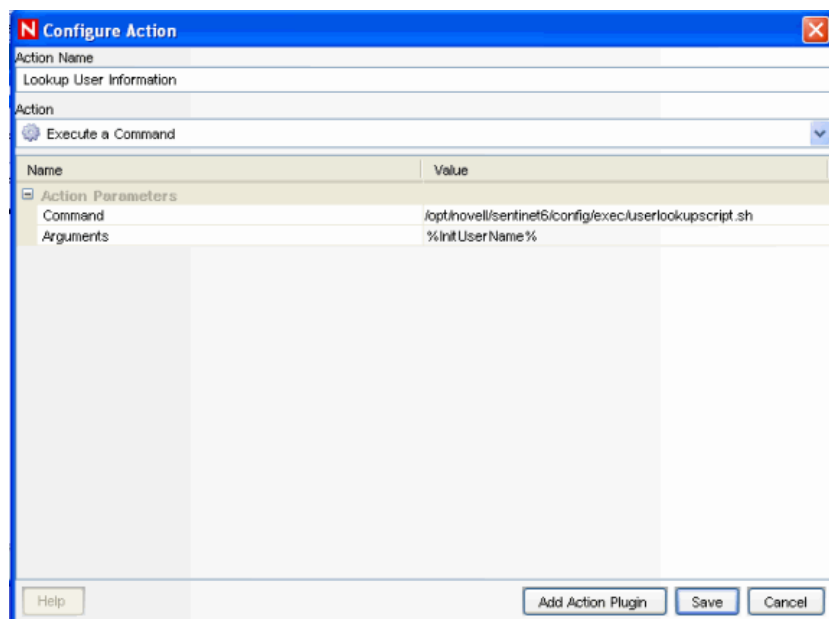 N Configure Action
Action Name
Lookup User Information
Action
Execute a Command
Name Value
Action Parameters
Command /opt/novell/sentinet6/config/exec/userlookupscript.sh
Arguments %InitUserName%
Help Add Action Plugin Save Cancel